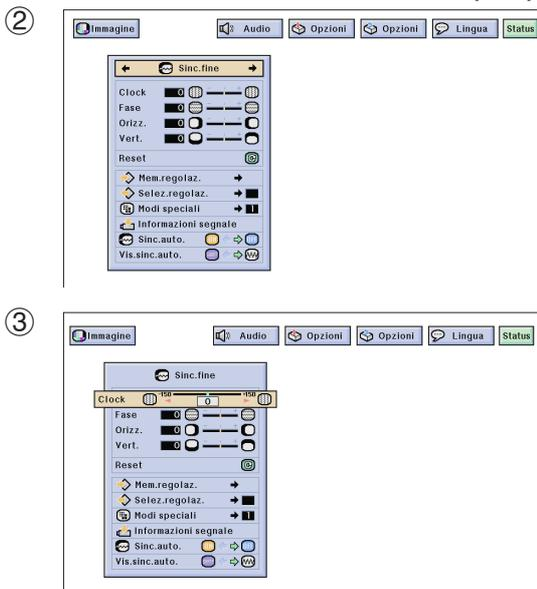 ②
Immagine Audio Opzioni Opzioni Lingua Status
Sinc.fine
Clock 0
Fase 0
Orizz. 0
Vert. 0
Reset
Mem.regolaz.
Selez.regolaz.
Modi speciali 1
Informazioni segnale
Sinc.auto.
Vis.sinc.auto.
③
Immagine Audio Opzioni Opzioni Lingua Status
Sinc.fine
Clock -150 0 +150
Fase 0
Orizz. 0
Vert. 0
Reset
Mem.regolaz.
Selez.regolaz.
Modi speciali 1
Informazioni segnale
Sinc.auto.
Vis.sinc.auto.